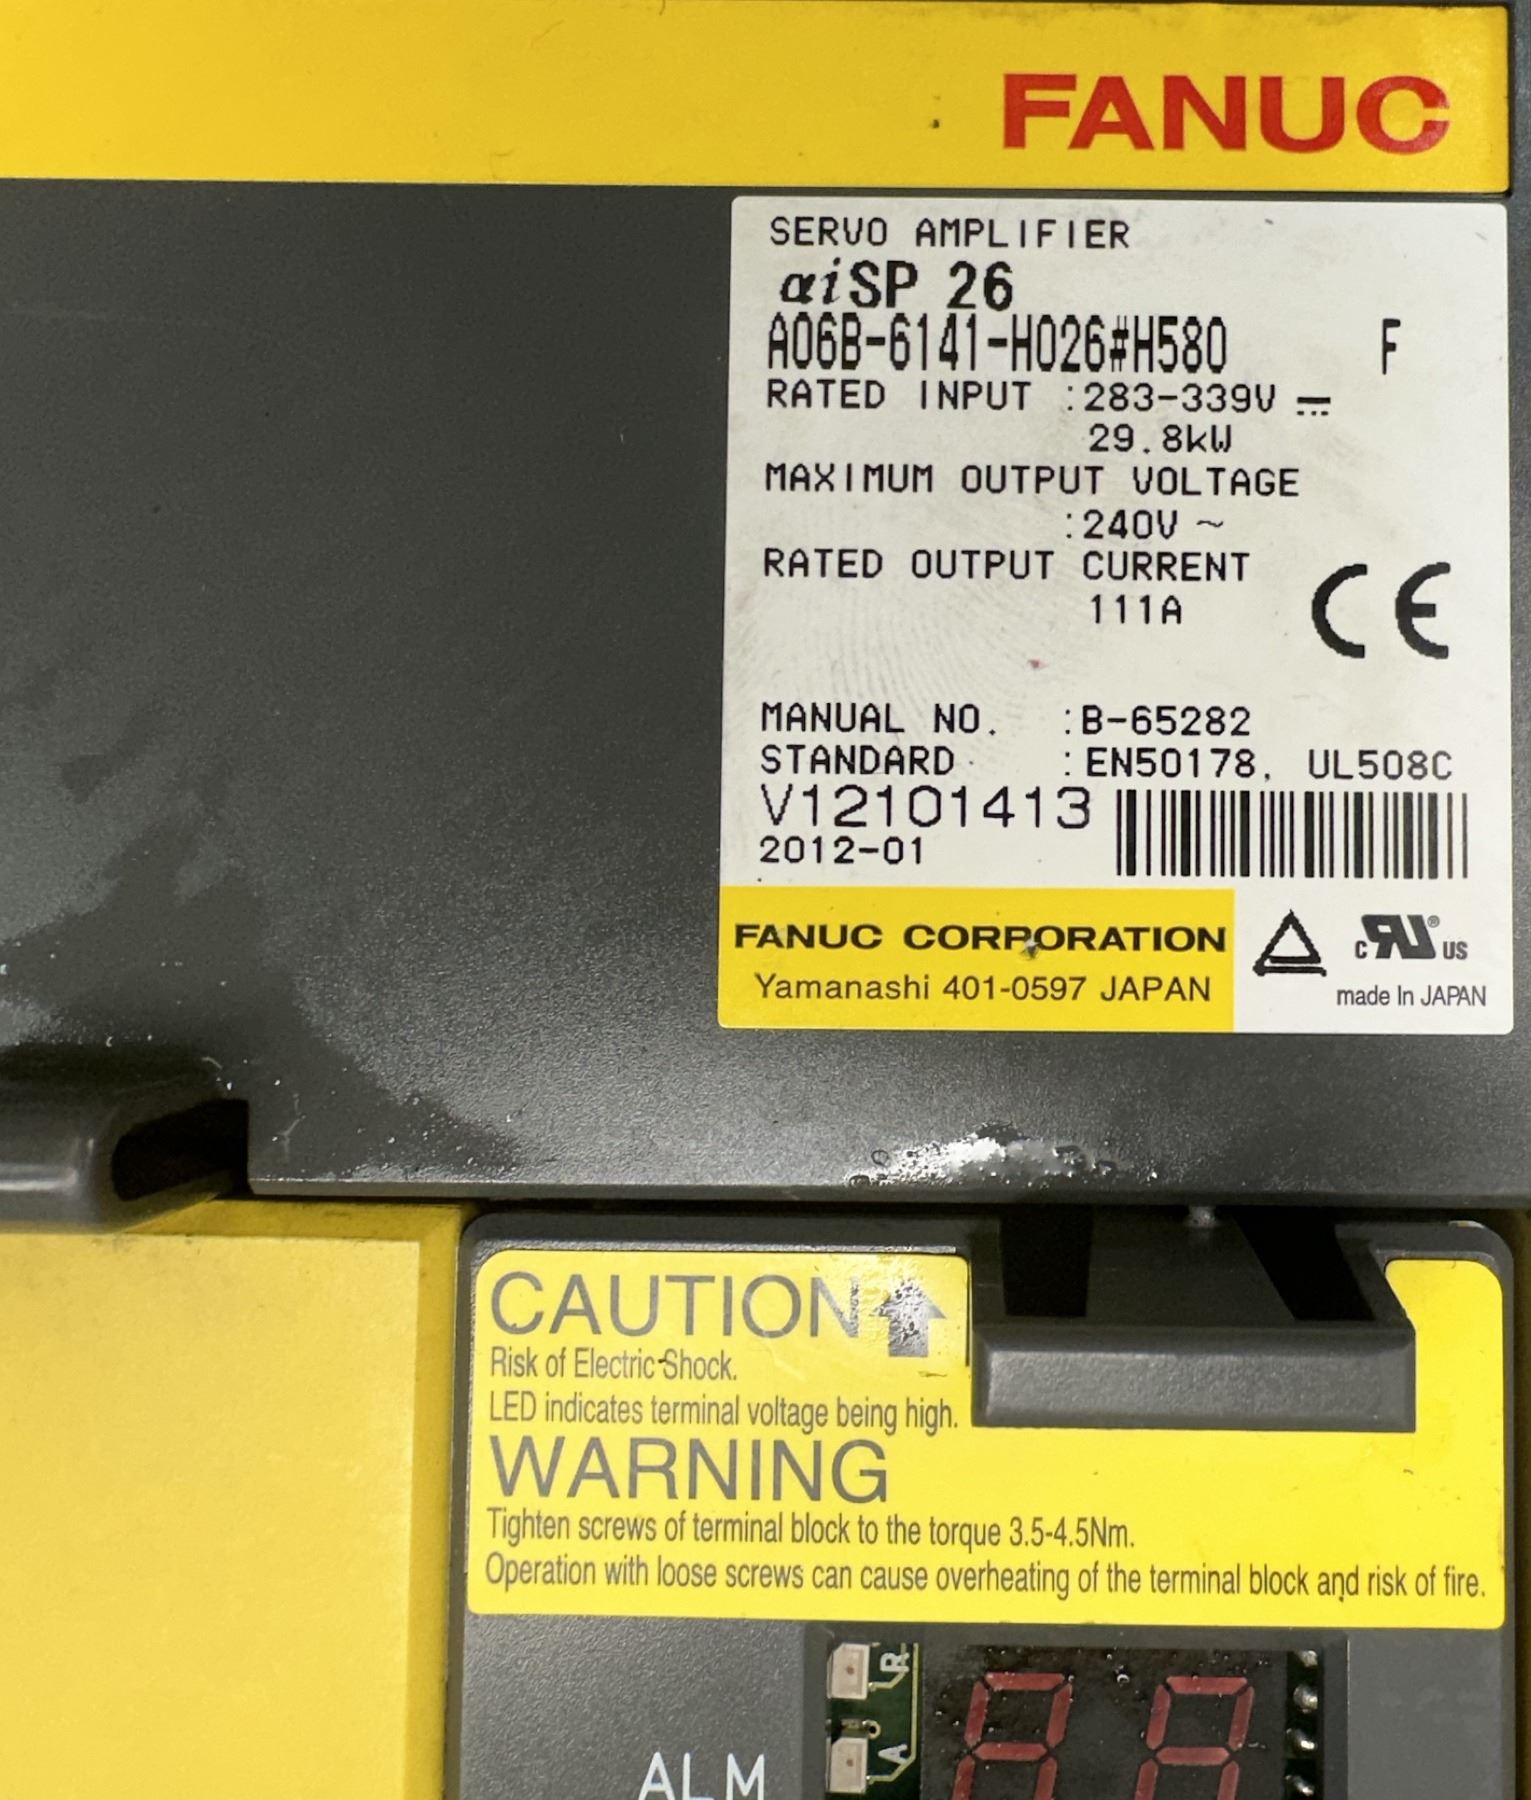 FANUC
SERVO AMPLIFIER
αiSP 26
A06B-6141-H026#H580 F
RATED INPUT :283-339V ⎓
29.8kW
MAXIMUM OUTPUT VOLTAGE
:240V ~
RATED OUTPUT CURRENT
111A
CE
MANUAL NO. :B-65282
STANDARD :EN50178, UL508C
V12101413
2012-01
FANUC CORPORATION
Yamanashi 401-0597 JAPAN
c RU ® US
made In JAPAN
CAUTION
Risk of Electric Shock.
LED indicates terminal voltage being high.
WARNING
Tighten screws of terminal block to the torque 3.5-4.5Nm.
Operation with loose screws can cause overheating of the terminal block and risk of fire.
R
A
ALM